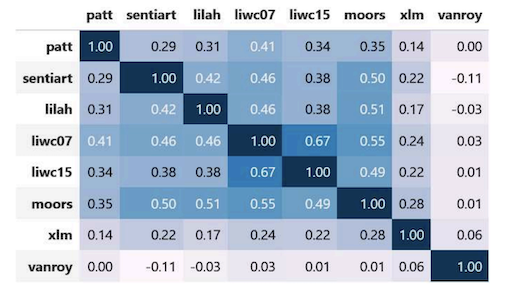 patt sentiart lilah liwc07 liwc15 moors xlm vanroy
patt 1.00 0.29 0.31 0.41 0.34 0.35 0.14 0.00
sentiart 0.29 1.00 0.42 0.46 0.38 0.50 0.22 -0.11
lilah 0.31 0.42 1.00 0.46 0.38 0.51 0.17 -0.03
liwc07 0.41 0.46 0.46 1.00 0.67 0.55 0.24 0.03
liwc15 0.34 0.38 0.38 0.67 1.00 0.49 0.22 0.01
moors 0.35 0.50 0.51 0.55 0.49 1.00 0.28 0.01
xlm 0.14 0.22 0.17 0.24 0.22 0.28 1.00 0.06
vanroy 0.00 -0.11 -0.03 0.03 0.01 0.01 0.06 1.00